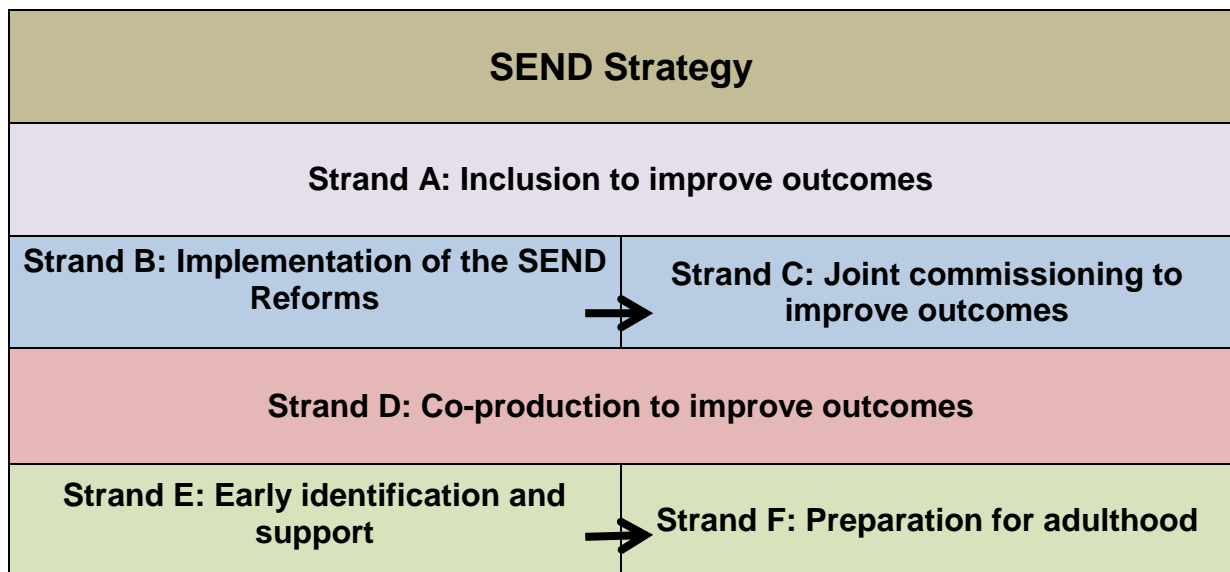 SEND Strategy
Strand A: Inclusion to improve outcomes
Strand B: Implementation of the SEND
Reforms
Strand C: Joint commissioning to
improve outcomes
Strand D: Co-production to improve outcomes
Strand E: Early identification and
support
Strand F: Preparation for adulthood